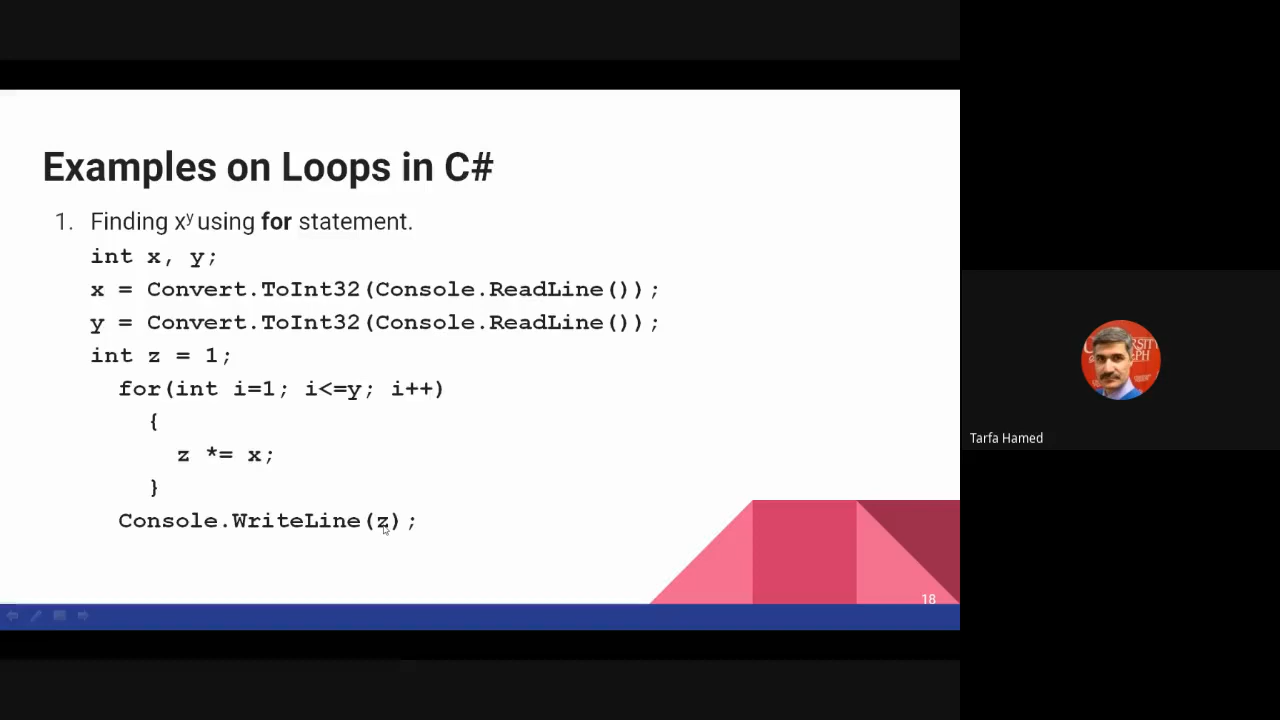 Examples on Loops in C#
1. Finding xʸ using for statement.
int x, y;
x = Convert.ToInt32(Console.ReadLine());
y = Convert.ToInt32(Console.ReadLine());
int z = 1;
for(int i=1; i<=y; i++)
{
z *= x;
}
Console.WriteLine(z);
18
Tarfa Hamed